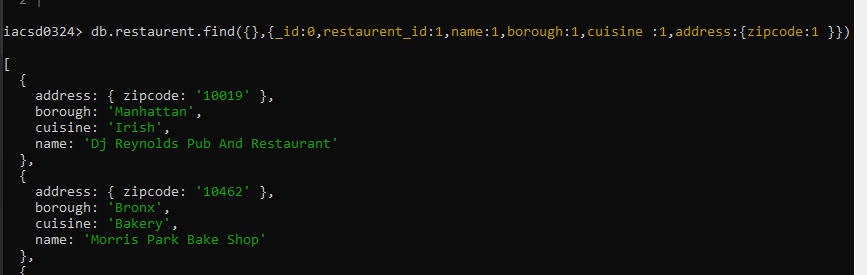 2
iacsd0324> db.restaurent.find({},{_id:0,restaurent_id:1,name:1,borough:1,cuisine :1,address:{zipcode:1 }})
[
{
address: { zipcode: '10019' },
borough: 'Manhattan',
cuisine: 'Irish',
name: 'Dj Reynolds Pub And Restaurant'
},
{
address: { zipcode: '10462' },
borough: 'Bronx',
cuisine: 'Bakery',
name: 'Morris Park Bake Shop'
},
{